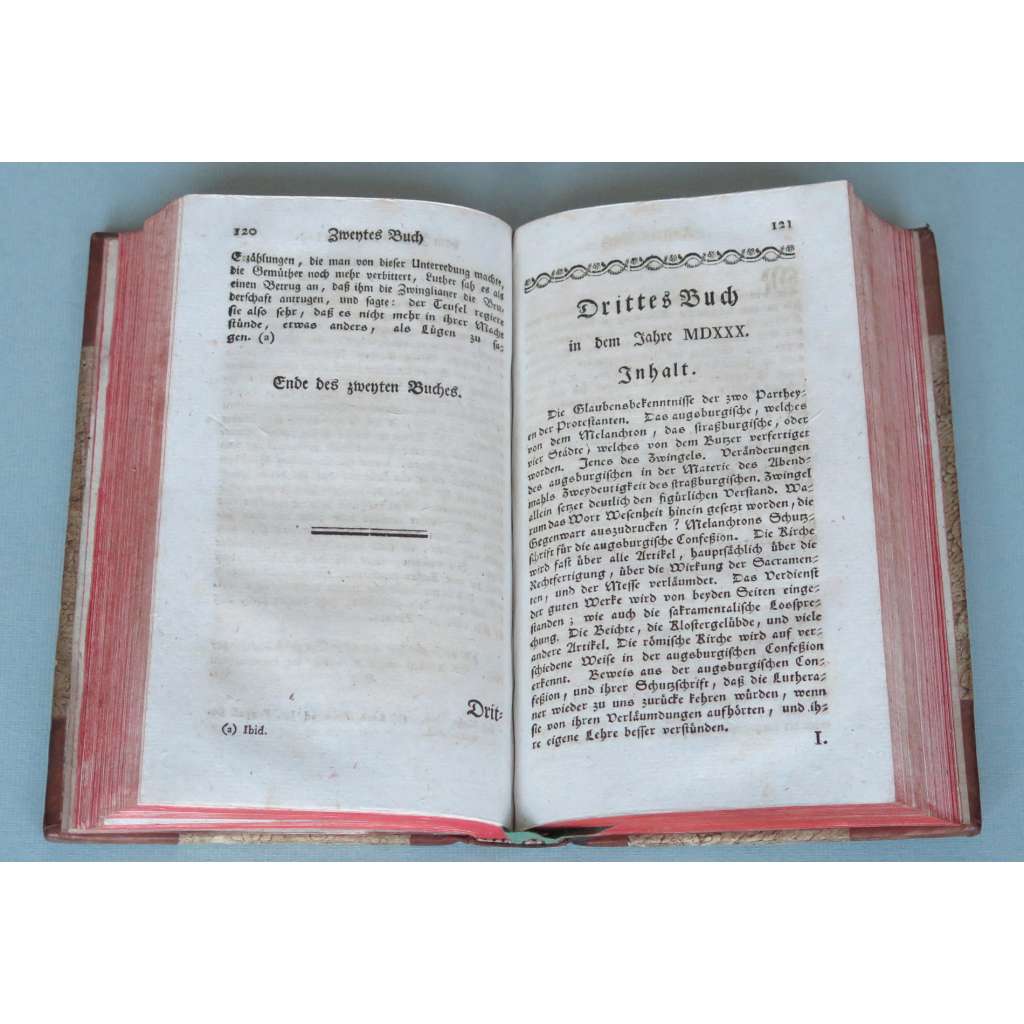 120 Zweytes Buch
Erzählungen, die man von dieser Unterredung machte,
die Gemüther noch mehr verbittert, Luther sah es als
einen Betrug an, daß ihm die Zwinglianer die Bru-
derschaft antrugen, und sagte: der Teufel regiere
sie also sehr, daß es nicht mehr in ihrer Macht
stünde, etwas anders, als Lügen zu sa-
gen. (a)
Ende des zweyten Buches.
Drit-
(a) Ibid.
121
Drittes Buch
in dem Jahre MDXXX.
Inhalt.
Die Glaubensbekenntnisse der zwo Parthey-
en der Protestanten. Das augsburgische, welches
von dem Melanchton, das straßburgische, oder
vier Städte, welches von dem Butzer verfertiget
worden. Jenes des Zwingels. Veränderungen
des augsburgischen in der Materie des Abend-
mahls Zweydeutigkeit des straßburgischen. Zwingel
allein setzet deutlich den figürlichen Verstand. Wa-
rum das Wort Wesenheit hinein gesetzt worden, die
Gegenwart auszudrucken? Melanchtons Schutz-
schrift für die augsburgische Confeßion. Die Kirche
wird fast über alle Artikel, hauptsächlich über die
Rechtfertigung, über die Wirkung der Sacramen-
ten, und der Messe verläumdet. Das Verdienst
der guten Werke wird von beyden Seiten einge-
standen; wie auch die sakramentalische Losspre-
chung. Die Beichte, die Klostergelübde, und viele
andere Artikel. Die römische Kirche wird auf ver-
schiedene Weise in der augsburgischen Confeßion
erkennt. Beweis aus der augsburgischen Con-
feßion, und ihrer Schutzschrift, daß die Luthera-
ner wieder zu uns zurücke kehren würden, wenn
sie von ihren Verläumdungen aufhörten, und ih-
re eigene Lehre besser verstünden.
I.